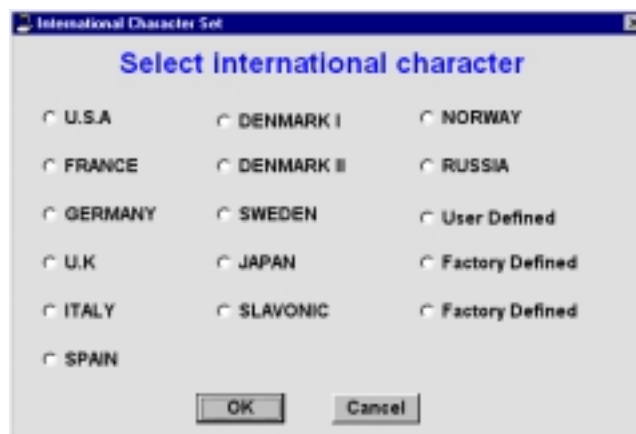 International Character Set
Select international character
U.S.A
DENMARK I
NORWAY
FRANCE
DENMARK II
RUSSIA
GERMANY
SWEDEN
User Defined
U.K
JAPAN
Factory Defined
ITALY
SLAVONIC
Factory Defined
SPAIN
OK
Cancel